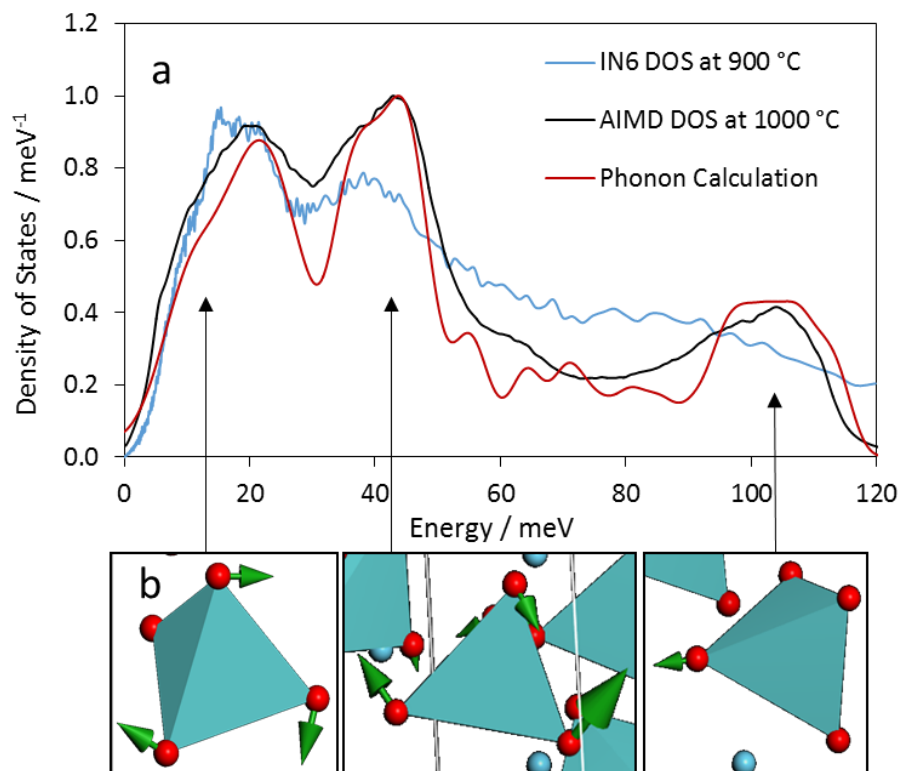 a
IN6 DOS at 900 °C
AIMD DOS at 1000 °C
Phonon Calculation
Density of States / meV⁻¹
1.2
1.0
0.8
0.6
0.4
0.2
0.0
0 20 40 60 80 100 120
Energy / meV
b